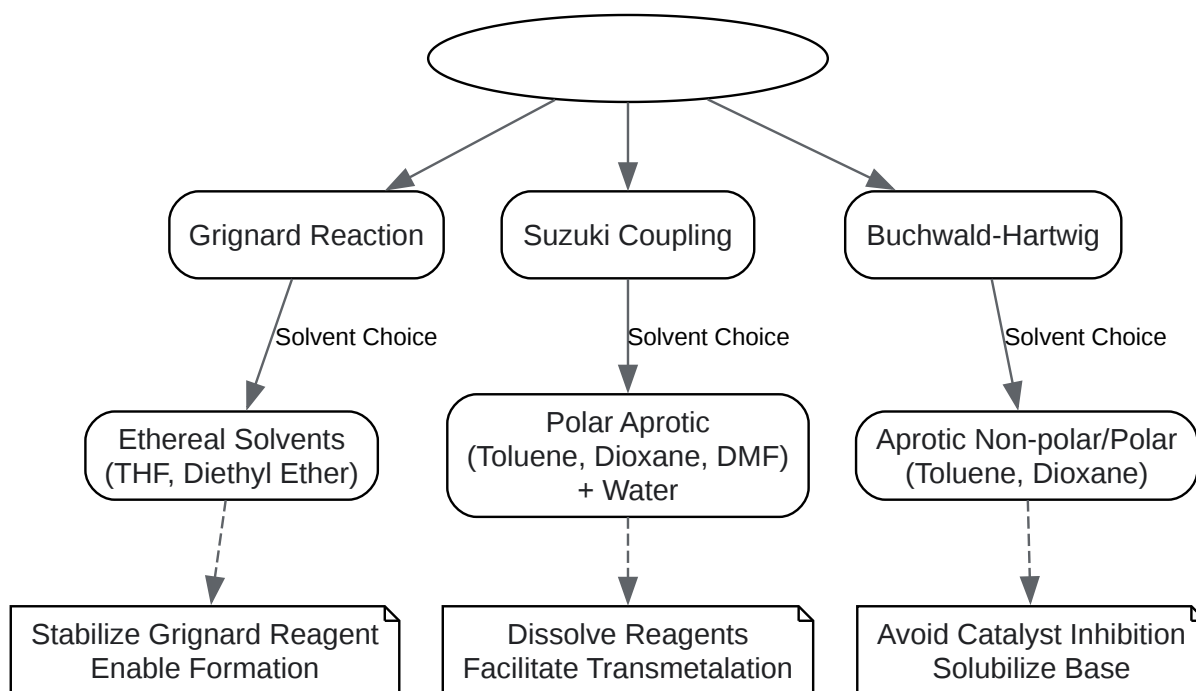 Grignard Reaction
Suzuki Coupling
Buchwald-Hartwig
Solvent Choice
Solvent Choice
Solvent Choice
Ethereal Solvents
(THF, Diethyl Ether)
Polar Aprotic
(Toluene, Dioxane, DMF)
+ Water
Aprotic Non-polar/Polar
(Toluene, Dioxane)
Stabilize Grignard Reagent
Enable Formation
Dissolve Reagents
Facilitate Transmetalation
Avoid Catalyst Inhibition
Solubilize Base